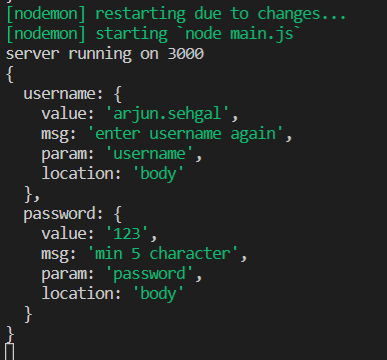 [nodemon] restarting due to changes...
[nodemon] starting `node main.js`
server running on 3000
{
  username: {
    value: 'arjun.sehgal',
    msg: 'enter username again',
    param: 'username',
    location: 'body'
  },
  password: {
    value: '123',
    msg: 'min 5 character',
    param: 'password',
    location: 'body'
  }
}